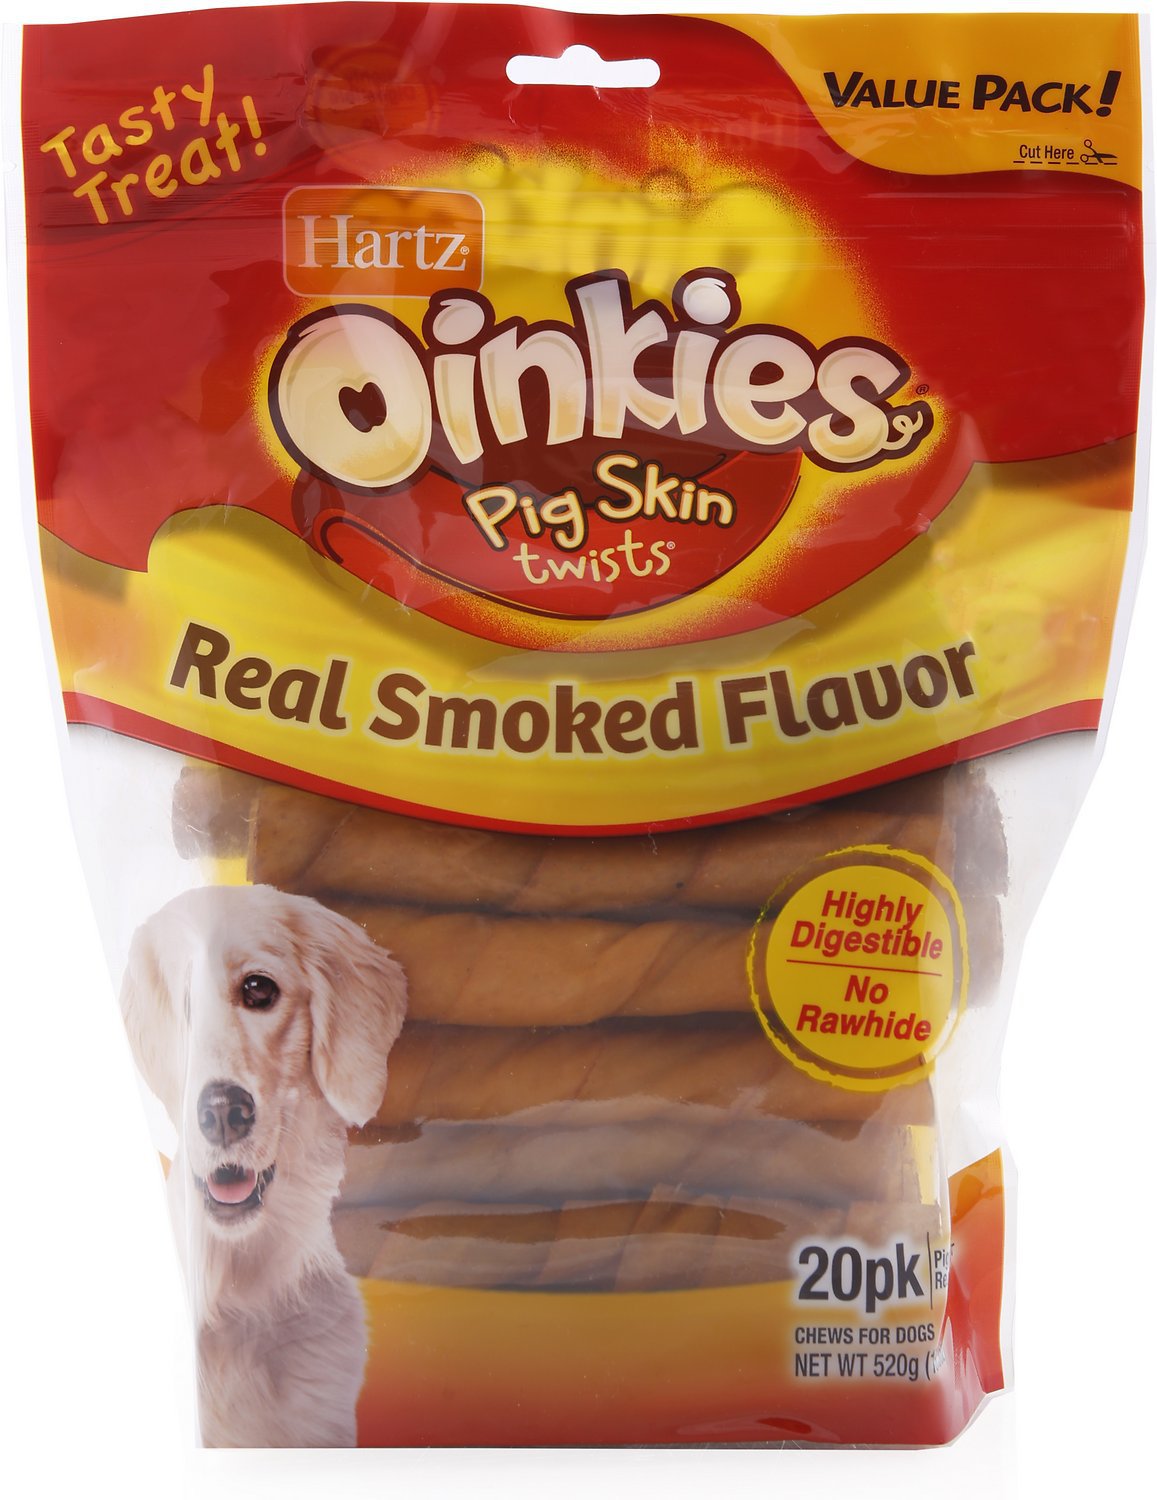 Tasty
Treat!
VALUE PACK!
Cut Here
Hartz®
Oinkies®
Pig Skin
twists®
Real Smoked Flavor
Highly
Digestible
No
Rawhide
20pk
CHEWS FOR DOGS
NET WT 520g